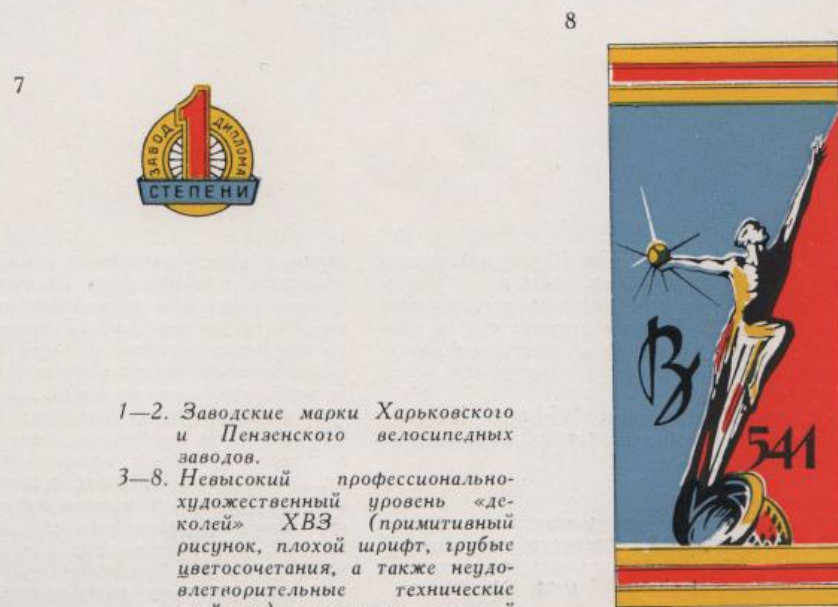 8
7
1
ЗАВОД ДИПЛОМА
СТЕПЕНИ
ВЗ
541
1—2. Заводские марки Харьковского
и Пензенского велосипедных
заводов.
3—8. Невысокий профессионально-
художественный уровень «де-
колей» ХВЗ (примитивный
рисунок, плохой шрифт, грубые
цветосочетания, а также неудо-
влетворительные технические